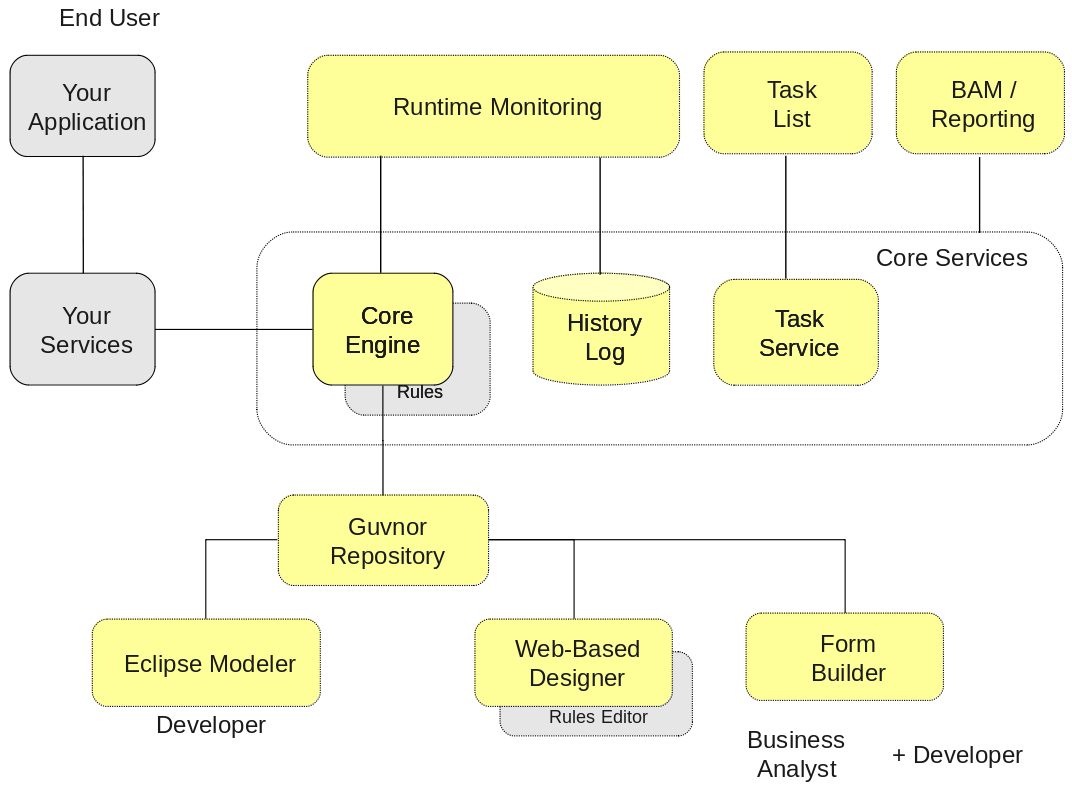 End User
Your
Application
Runtime Monitoring
Task
List
BAM /
Reporting
Core Services
Your
Services
Core
Engine
Rules
History
Log
Task
Service
Guvnor
Repository
Eclipse Modeler
Developer
Web-Based
Designer
Rules Editor
Form
Builder
Business
Analyst
+ Developer